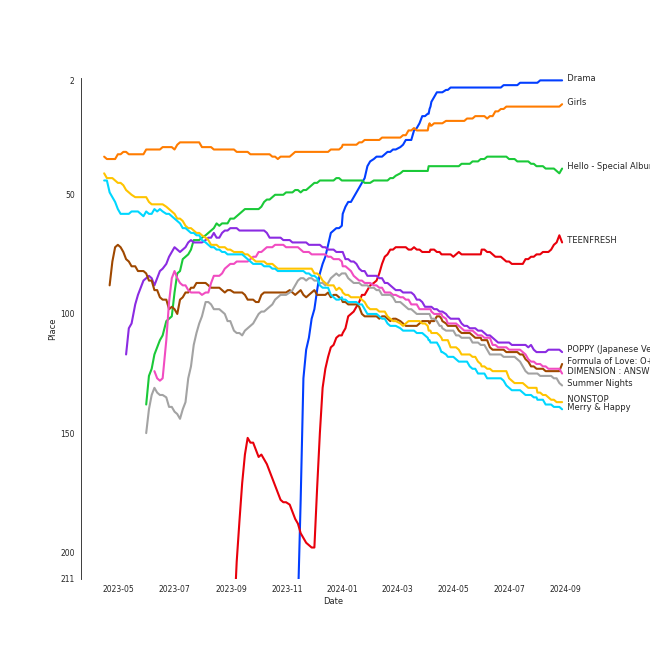 2
Drama
Girls
Hello - Special Albu
50
TEENFRESH
100
Place
POPPY (Japanese Ve
Formula of Love: O+
DIMENSION : ANSW
Summer Nights
NONSTOP
Merry & Happy
150
200
211
2023-05 2023-07 2023-09 2023-11 2024-01 2024-03 2024-05 2024-07 2024-09
Date